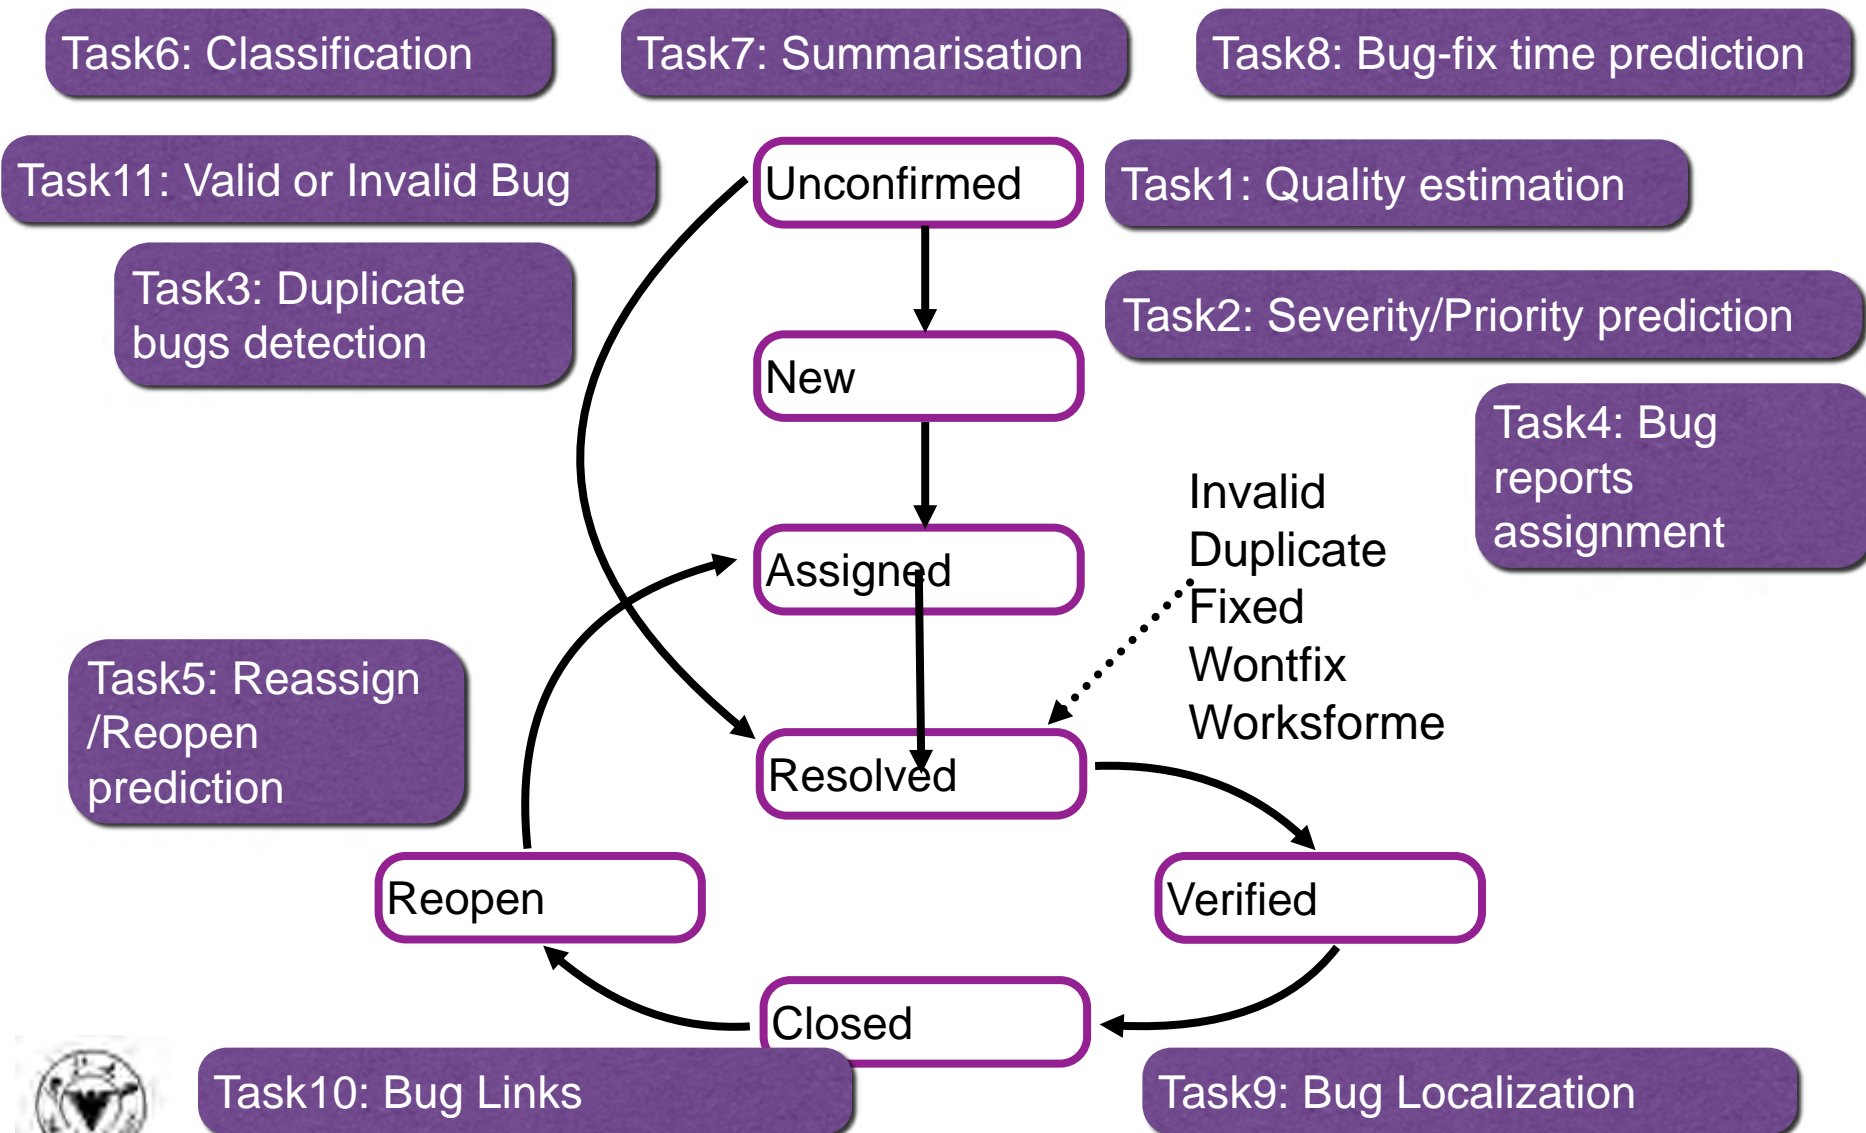 Task6: Classification
Task7: Summarisation
Task8: Bug-fix time prediction
Task11: Valid or Invalid Bug
Unconfirmed
Task1: Quality estimation
Task3: Duplicate
bugs detection
Task2: Severity/Priority prediction
New
Task4: Bug
reports
assignment
Invalid
Duplicate
Fixed
Wontfix
Worksforme
Assigned
Task5: Reassign
/Reopen
prediction
Resolved
Reopen
Verified
Closed
Task10: Bug Links
Task9: Bug Localization